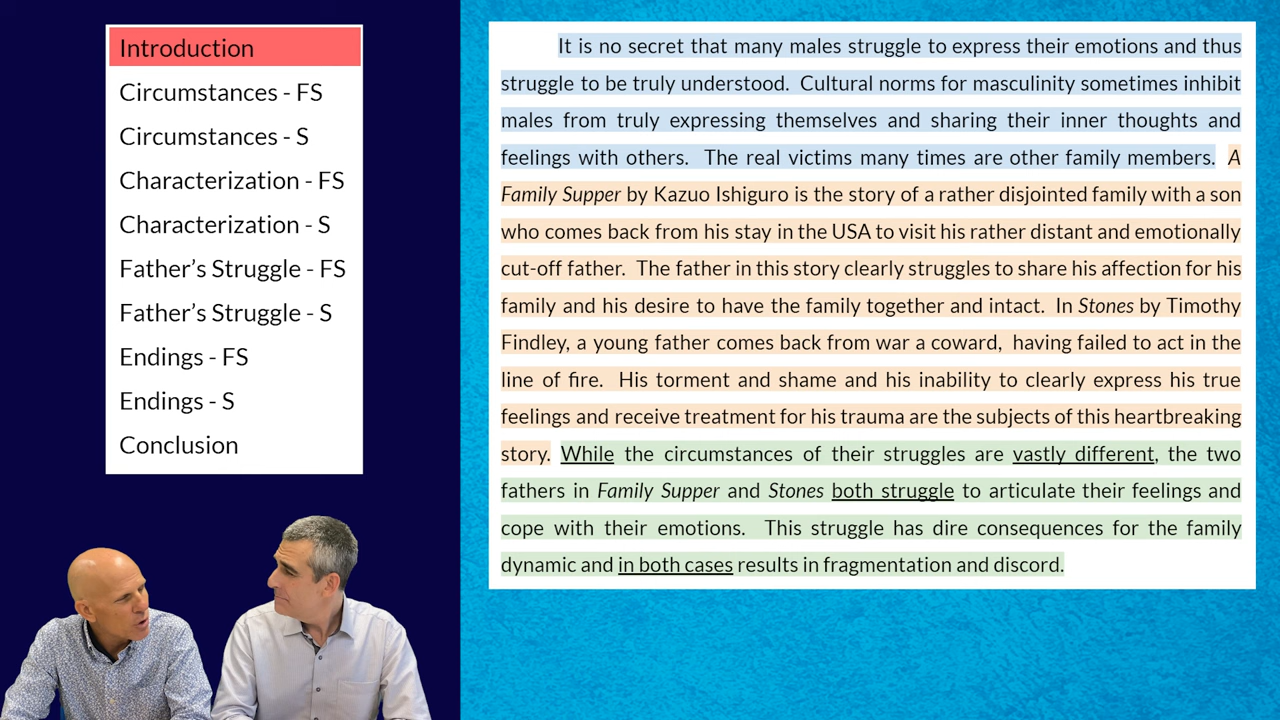 Introduction
Circumstances - FS
Circumstances - S
Characterization - FS
Characterization - S
Father’s Struggle - FS
Father’s Struggle - S
Endings - FS
Endings - S
Conclusion
It is no secret that many males struggle to express their emotions and thus
struggle to be truly understood. Cultural norms for masculinity sometimes inhibit
males from truly expressing themselves and sharing their inner thoughts and
feelings with others. The real victims many times are other family members. A
Family Supper by Kazuo Ishiguro is the story of a rather disjointed family with a son
who comes back from his stay in the USA to visit his rather distant and emotionally
cut-off father. The father in this story clearly struggles to share his affection for his
family and his desire to have the family together and intact. In Stones by Timothy
Findley, a young father comes back from war a coward, having failed to act in the
line of fire. His torment and shame and his inability to clearly express his true
feelings and receive treatment for his trauma are the subjects of this heartbreaking
story. While the circumstances of their struggles are vastly different, the two
fathers in Family Supper and Stones both struggle to articulate their feelings and
cope with their emotions. This struggle has dire consequences for the family
dynamic and in both cases results in fragmentation and discord.